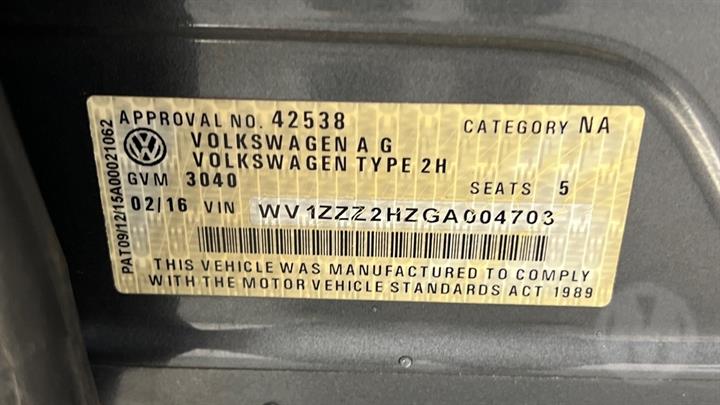 APPROVAL NO. 42538 CATEGORY NA
VOLKSWAGEN A G
VOLKSWAGEN TYPE 2H
GVM 3040 SEATS 5
02/16 VIN WV1ZZZ2HZGA004703
THIS VEHICLE WAS MANUFACTURED TO COMPLY
WITH THE MOTOR VEHICLE STANDARDS ACT 1989
PAT09/12/15A00021062